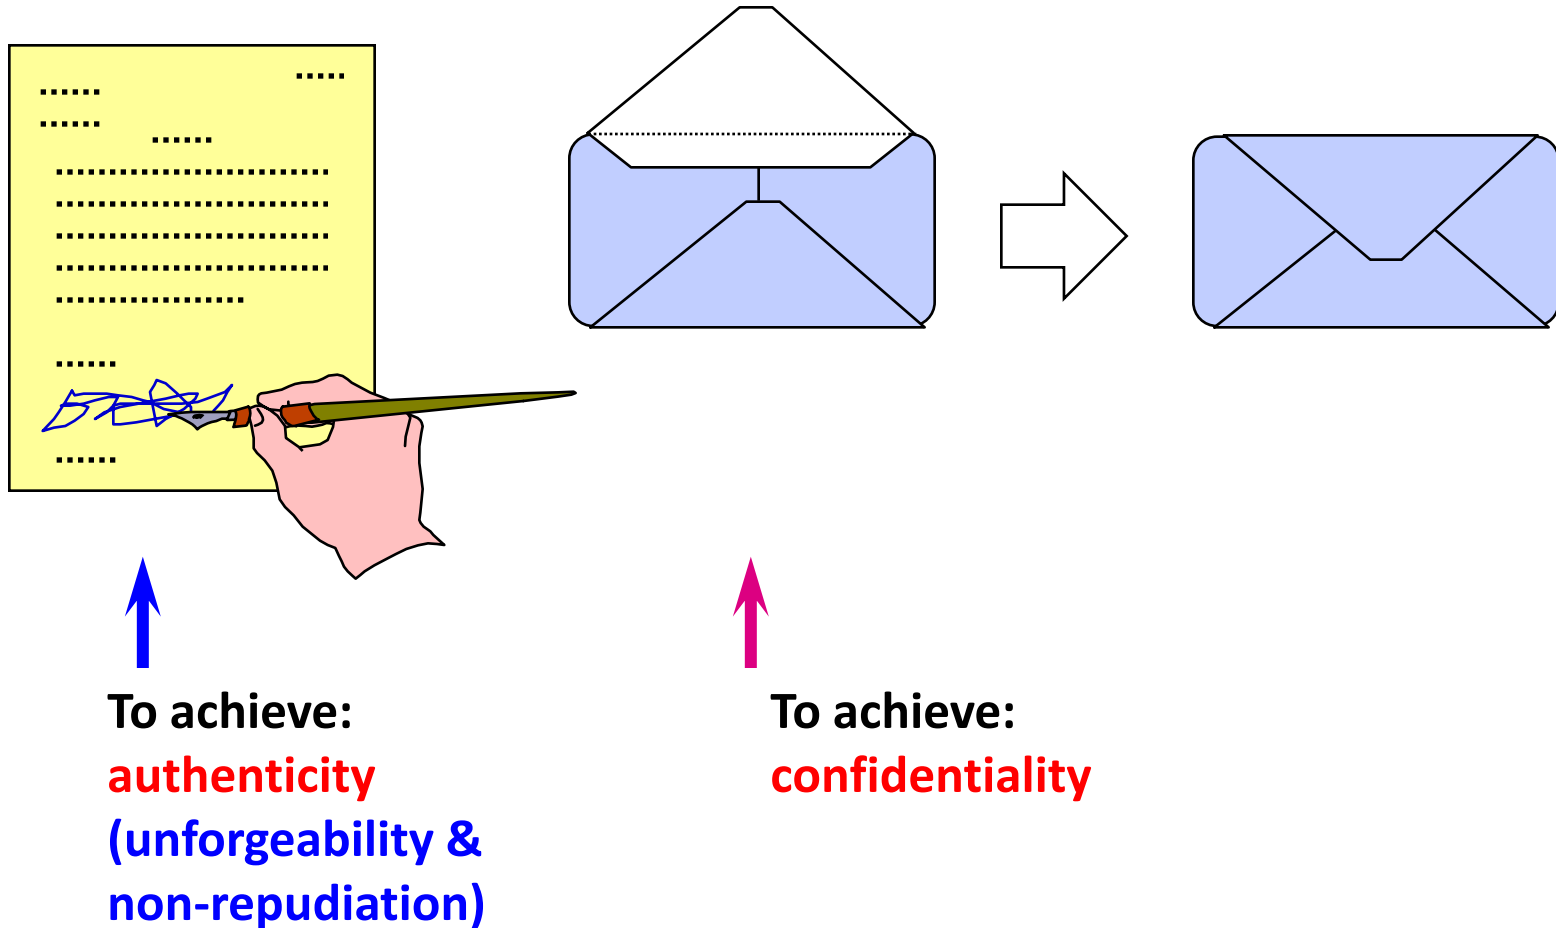 To achieve:
authenticity
(unforgeability &
non-repudiation)
To achieve:
confidentiality